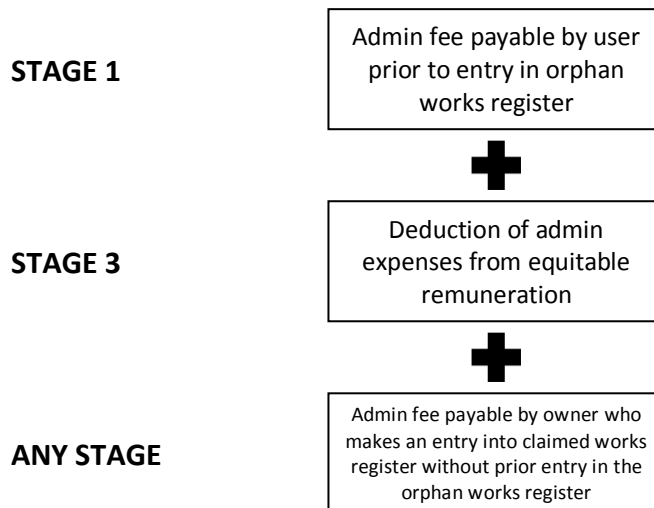 STAGE 1
Admin fee payable by user
prior to entry in orphan
works register
STAGE 3
Deduction of admin
expenses from equitable
remuneration
ANY STAGE
Admin fee payable by owner who
makes an entry into claimed works
register without prior entry in the
orphan works register